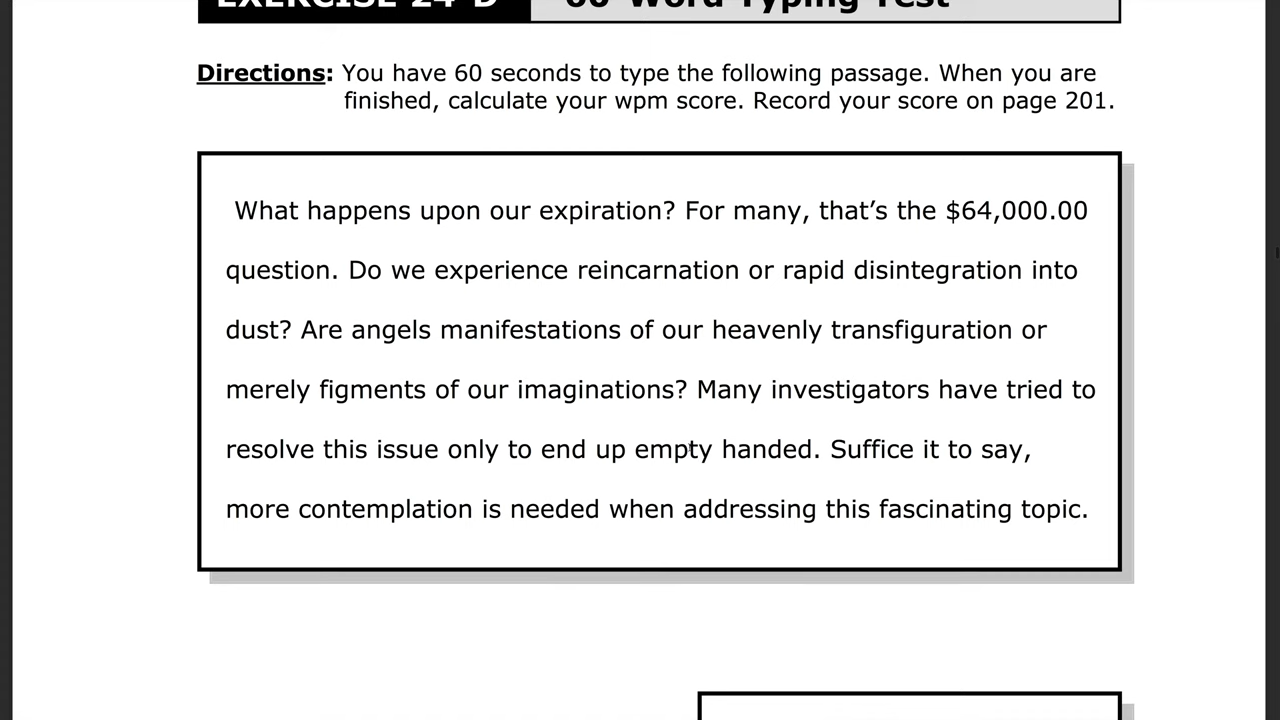 EXERCISE 24-D 60-Word Typing Test
Directions: You have 60 seconds to type the following passage. When you are
finished, calculate your wpm score. Record your score on page 201.
What happens upon our expiration? For many, that’s the $64,000.00
question. Do we experience reincarnation or rapid disintegration into
dust? Are angels manifestations of our heavenly transfiguration or
merely figments of our imaginations? Many investigators have tried to
resolve this issue only to end up empty handed. Suffice it to say,
more contemplation is needed when addressing this fascinating topic.